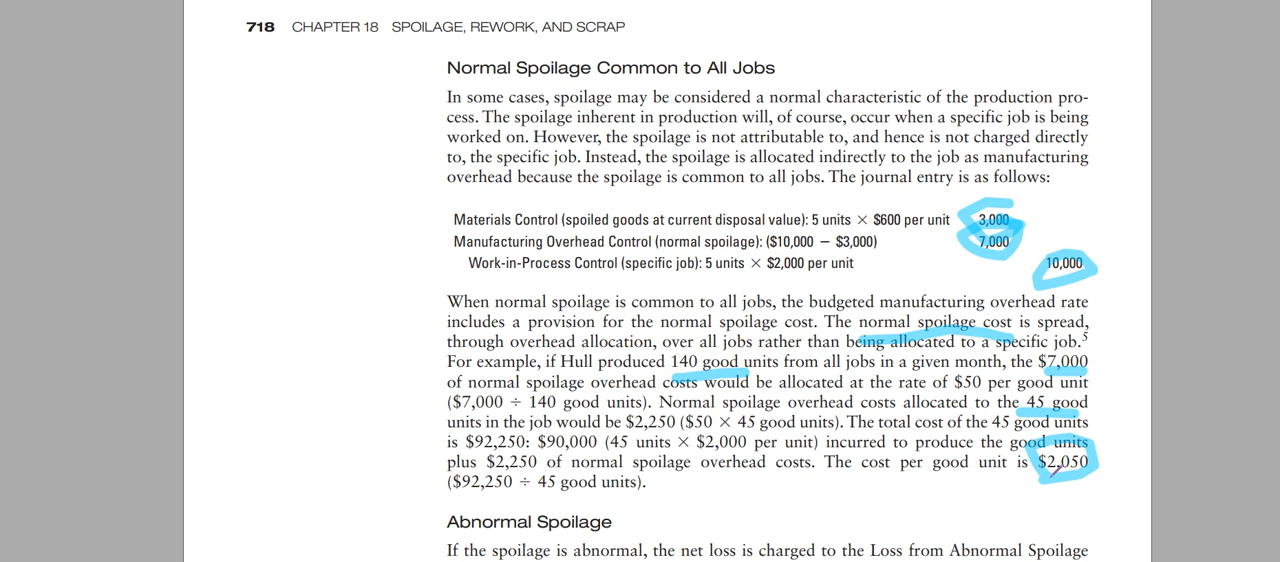 718 CHAPTER 18 SPOILAGE, REWORK, AND SCRAP
Normal Spoilage Common to All Jobs
In some cases, spoilage may be considered a normal characteristic of the production pro-
cess. The spoilage inherent in production will, of course, occur when a specific job is being
worked on. However, the spoilage is not attributable to, and hence is not charged directly
to, the specific job. Instead, the spoilage is allocated indirectly to the job as manufacturing
overhead because the spoilage is common to all jobs. The journal entry is as follows:
Materials Control (spoiled goods at current disposal value): 5 units × $600 per unit 3,000
Manufacturing Overhead Control (normal spoilage): ($10,000 − $3,000) 7,000
Work-in-Process Control (specific job): 5 units × $2,000 per unit 10,000
When normal spoilage is common to all jobs, the budgeted manufacturing overhead rate
includes a provision for the normal spoilage cost. The normal spoilage cost is spread,
through overhead allocation, over all jobs rather than being allocated to a specific job.5
For example, if Hull produced 140 good units from all jobs in a given month, the $7,000
of normal spoilage overhead costs would be allocated at the rate of $50 per good unit
($7,000 ÷ 140 good units). Normal spoilage overhead costs allocated to the 45 good
units in the job would be $2,250 ($50 × 45 good units). The total cost of the 45 good units
is $92,250: $90,000 (45 units × $2,000 per unit) incurred to produce the good units
plus $2,250 of normal spoilage overhead costs. The cost per good unit is $2,050
($92,250 ÷ 45 good units).
Abnormal Spoilage
If the spoilage is abnormal, the net loss is charged to the Loss from Abnormal Spoilage